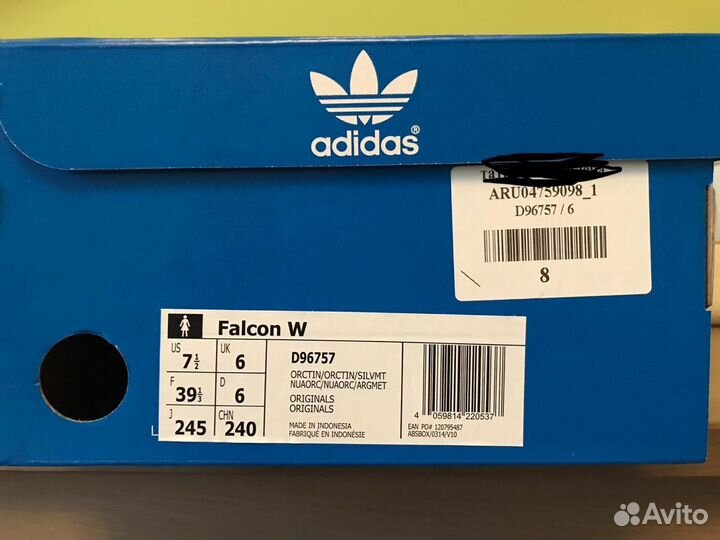 adidas®
ARU04759098_1
D96757 / 6
8
Falcon W
US 7½ UK 6
F 39⅓ D 6
J 245 CHN 240
D96757
ORCTIN/ORCTIN/SILVMT
NUAORC/NUAORC/ARGMET
ORIGINALS
ORIGINALS
MADE IN INDONESIA
FABRIQUÉ EN INDONÉSIE
4 059814 220537
EAN PO# 120795487
ABSBOX/0314/V10
Avito